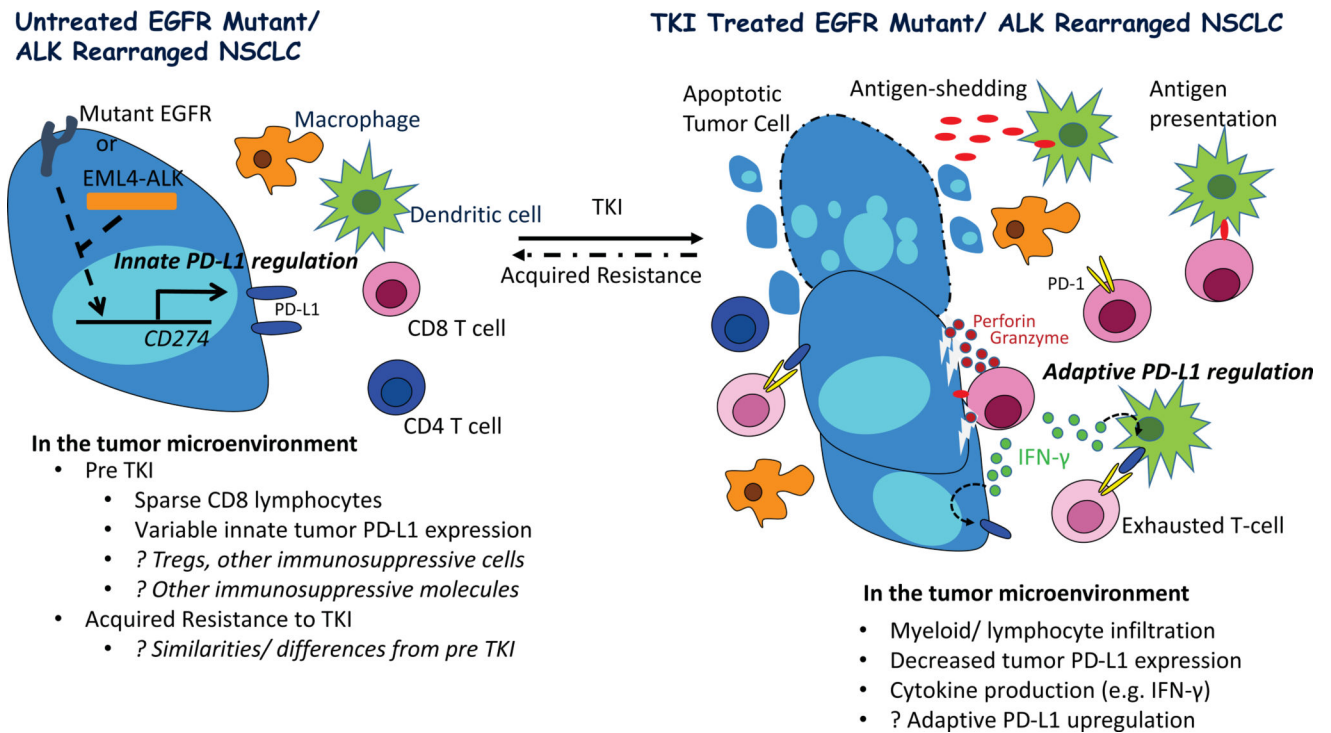 Untreated EGFR Mutant/
ALK Rearranged NSCLC
Mutant EGFR
or
EML4-ALK
Macrophage
Dendritic cell
Innate PD-L1 regulation
PD-L1
CD274
CD8 T cell
CD4 T cell
In the tumor microenvironment
• Pre TKI
• Sparse CD8 lymphocytes
• Variable innate tumor PD-L1 expression
• ? Tregs, other immunosuppressive cells
• ? Other immunosuppressive molecules
• Acquired Resistance to TKI
• ? Similarities/ differences from pre TKI
TKI
Acquired Resistance
TKI Treated EGFR Mutant/ ALK Rearranged NSCLC
Apoptotic
Tumor Cell
Antigen-shedding
Antigen
presentation
PD-1
Perforin
Granzyme
Adaptive PD-L1 regulation
IFN-γ
Exhausted T-cell
In the tumor microenvironment
• Myeloid/ lymphocyte infiltration
• Decreased tumor PD-L1 expression
• Cytokine production (e.g. IFN-γ)
• ? Adaptive PD-L1 upregulation